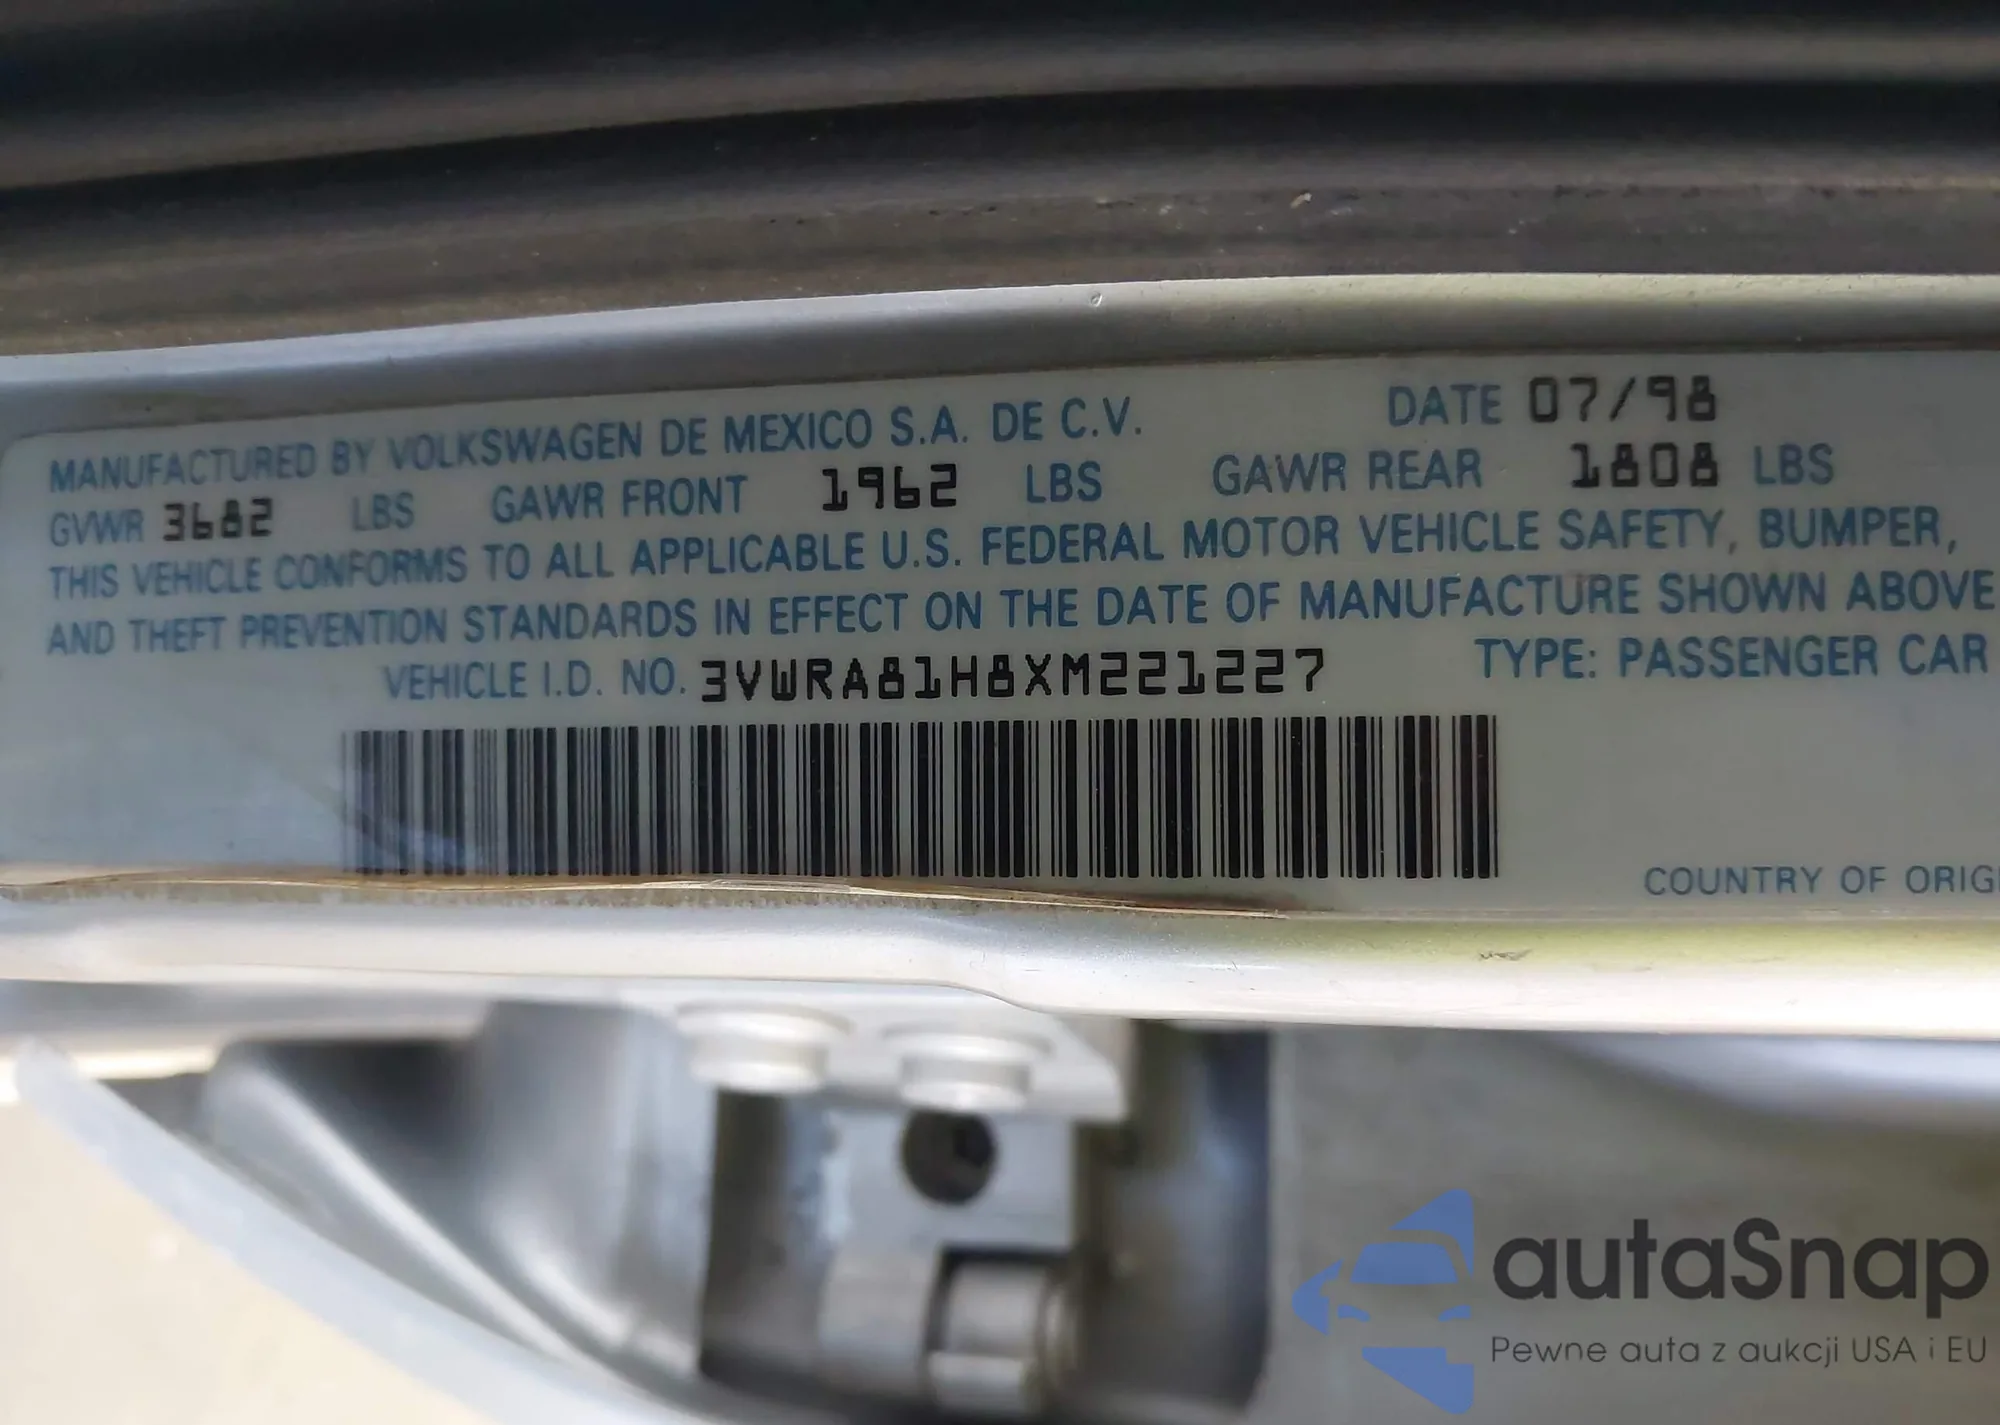 MANUFACTURED BY VOLKSWAGEN DE MEXICO S.A. DE C.V. DATE 07/98
GVWR 3682 LBS GAWR FRONT 1962 LBS GAWR REAR 1808 LBS
THIS VEHICLE CONFORMS TO ALL APPLICABLE U.S. FEDERAL MOTOR VEHICLE SAFETY, BUMPER,
AND THEFT PREVENTION STANDARDS IN EFFECT ON THE DATE OF MANUFACTURE SHOWN ABOVE
VEHICLE I.D. NO. 3VWRA81H8XM221227 TYPE: PASSENGER CAR
COUNTRY OF ORIGI
autaSnap
Pewne auta z aukcji USA i EU